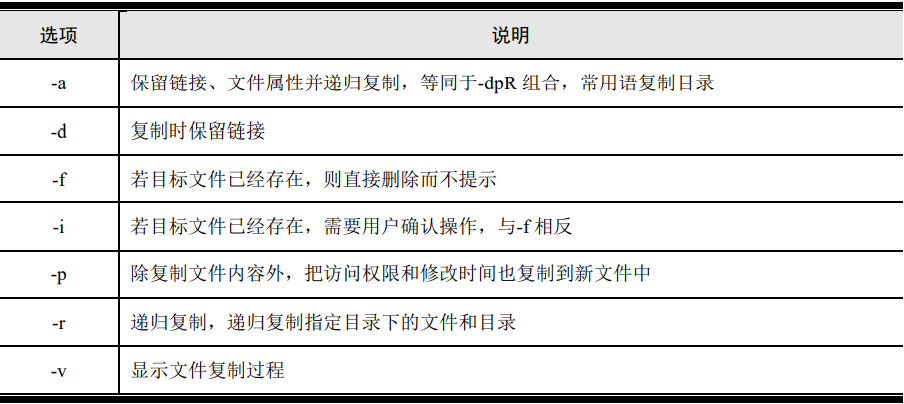 选项 说明
-a 保留链接、文件属性并递归复制，等同于-dpR 组合，常用语复制目录
-d 复制时保留链接
-f 若目标文件已经存在，则直接删除而不提示
-i 若目标文件已经存在，需要用户确认操作，与-f 相反
-p 除复制文件内容外，把访问权限和修改时间也复制到新文件中
-r 递归复制，递归复制指定目录下的文件和目录
-v 显示文件复制过程